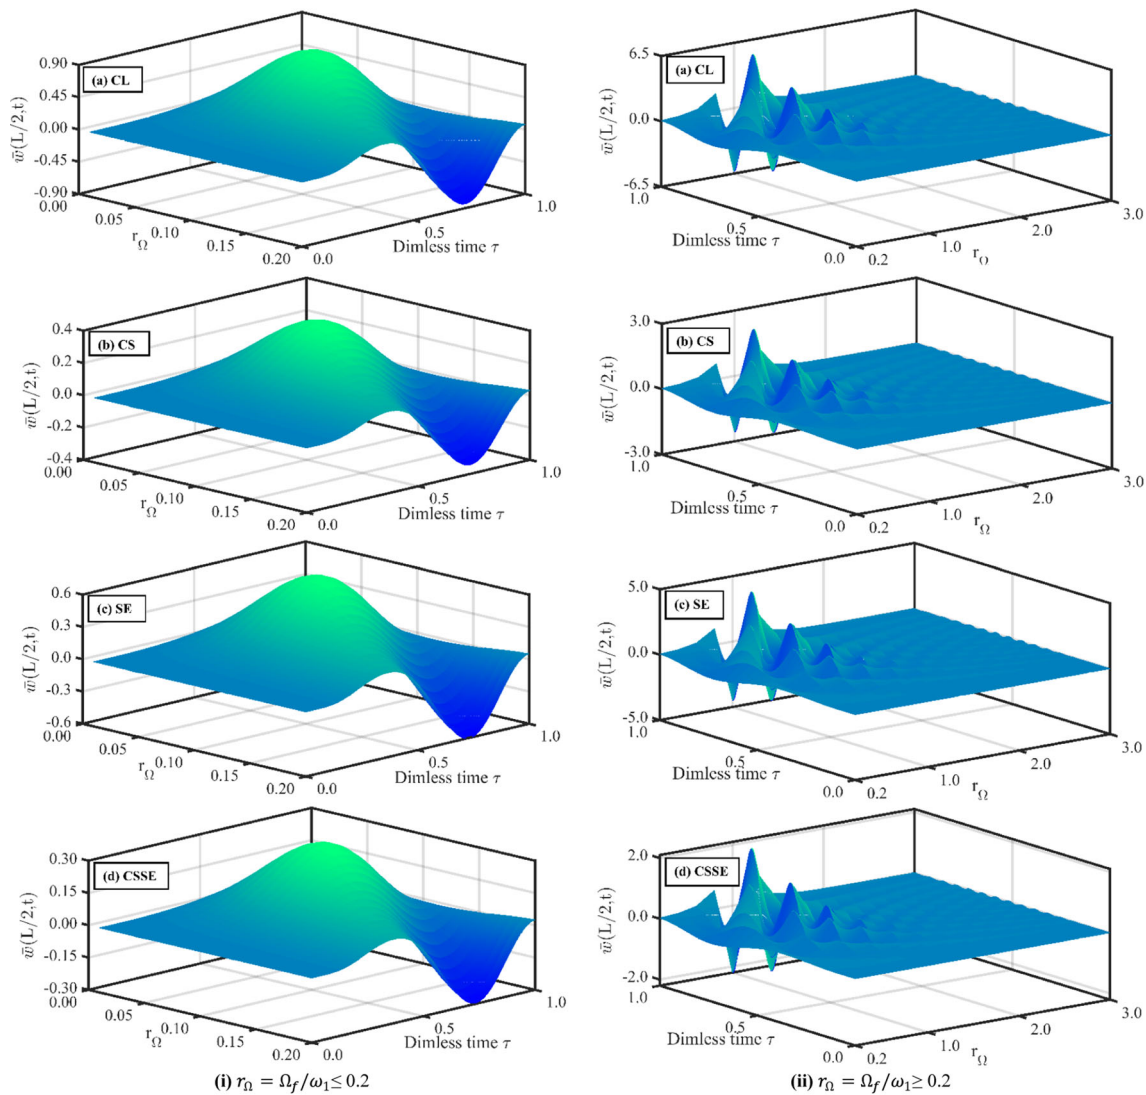 0.90
(a) CL
0.45
0.00
-0.45
-0.90
w̄(L/2,t)
0.00
0.05
0.10
0.15
0.20
r_Ω
0.0
0.5
1.0
Dimless time τ
6.5
(a) CL
0.0
-6.5
w̄(L/2,t)
1.0
0.5
0.0
Dimless time τ
0.2
1.0
2.0
3.0
r_Ω
0.4
(b) CS
0.2
0.0
-0.2
-0.4
w̄(L/2,t)
0.00
0.05
0.10
0.15
0.20
r_Ω
0.0
0.5
1.0
Dimless time τ
3.0
(b) CS
0.0
-3.0
w̄(L/2,t)
1.0
0.5
0.0
Dimless time τ
0.2
1.0
2.0
3.0
r_Ω
0.6
(c) SE
0.3
0.0
-0.3
-0.6
w̄(L/2,t)
0.00
0.05
0.10
0.15
0.20
r_Ω
0.0
0.5
1.0
Dimless time τ
5.0
(c) SE
0.0
-5.0
w̄(L/2,t)
1.0
0.5
0.0
Dimless time τ
0.2
1.0
2.0
3.0
r_Ω
0.30
(d) CSSE
0.15
0.00
-0.15
-0.30
w̄(L/2,t)
0.00
0.05
0.10
0.15
0.20
r_Ω
0.0
0.5
1.0
Dimless time τ
2.0
(d) CSSE
0.0
-2.0
w̄(L/2,t)
1.0
0.5
0.0
Dimless time τ
0.2
1.0
2.0
3.0
r_Ω
(i) r_Ω = Ω_f/ω_1 ≤ 0.2
(ii) r_Ω = Ω_f/ω_1 ≥ 0.2